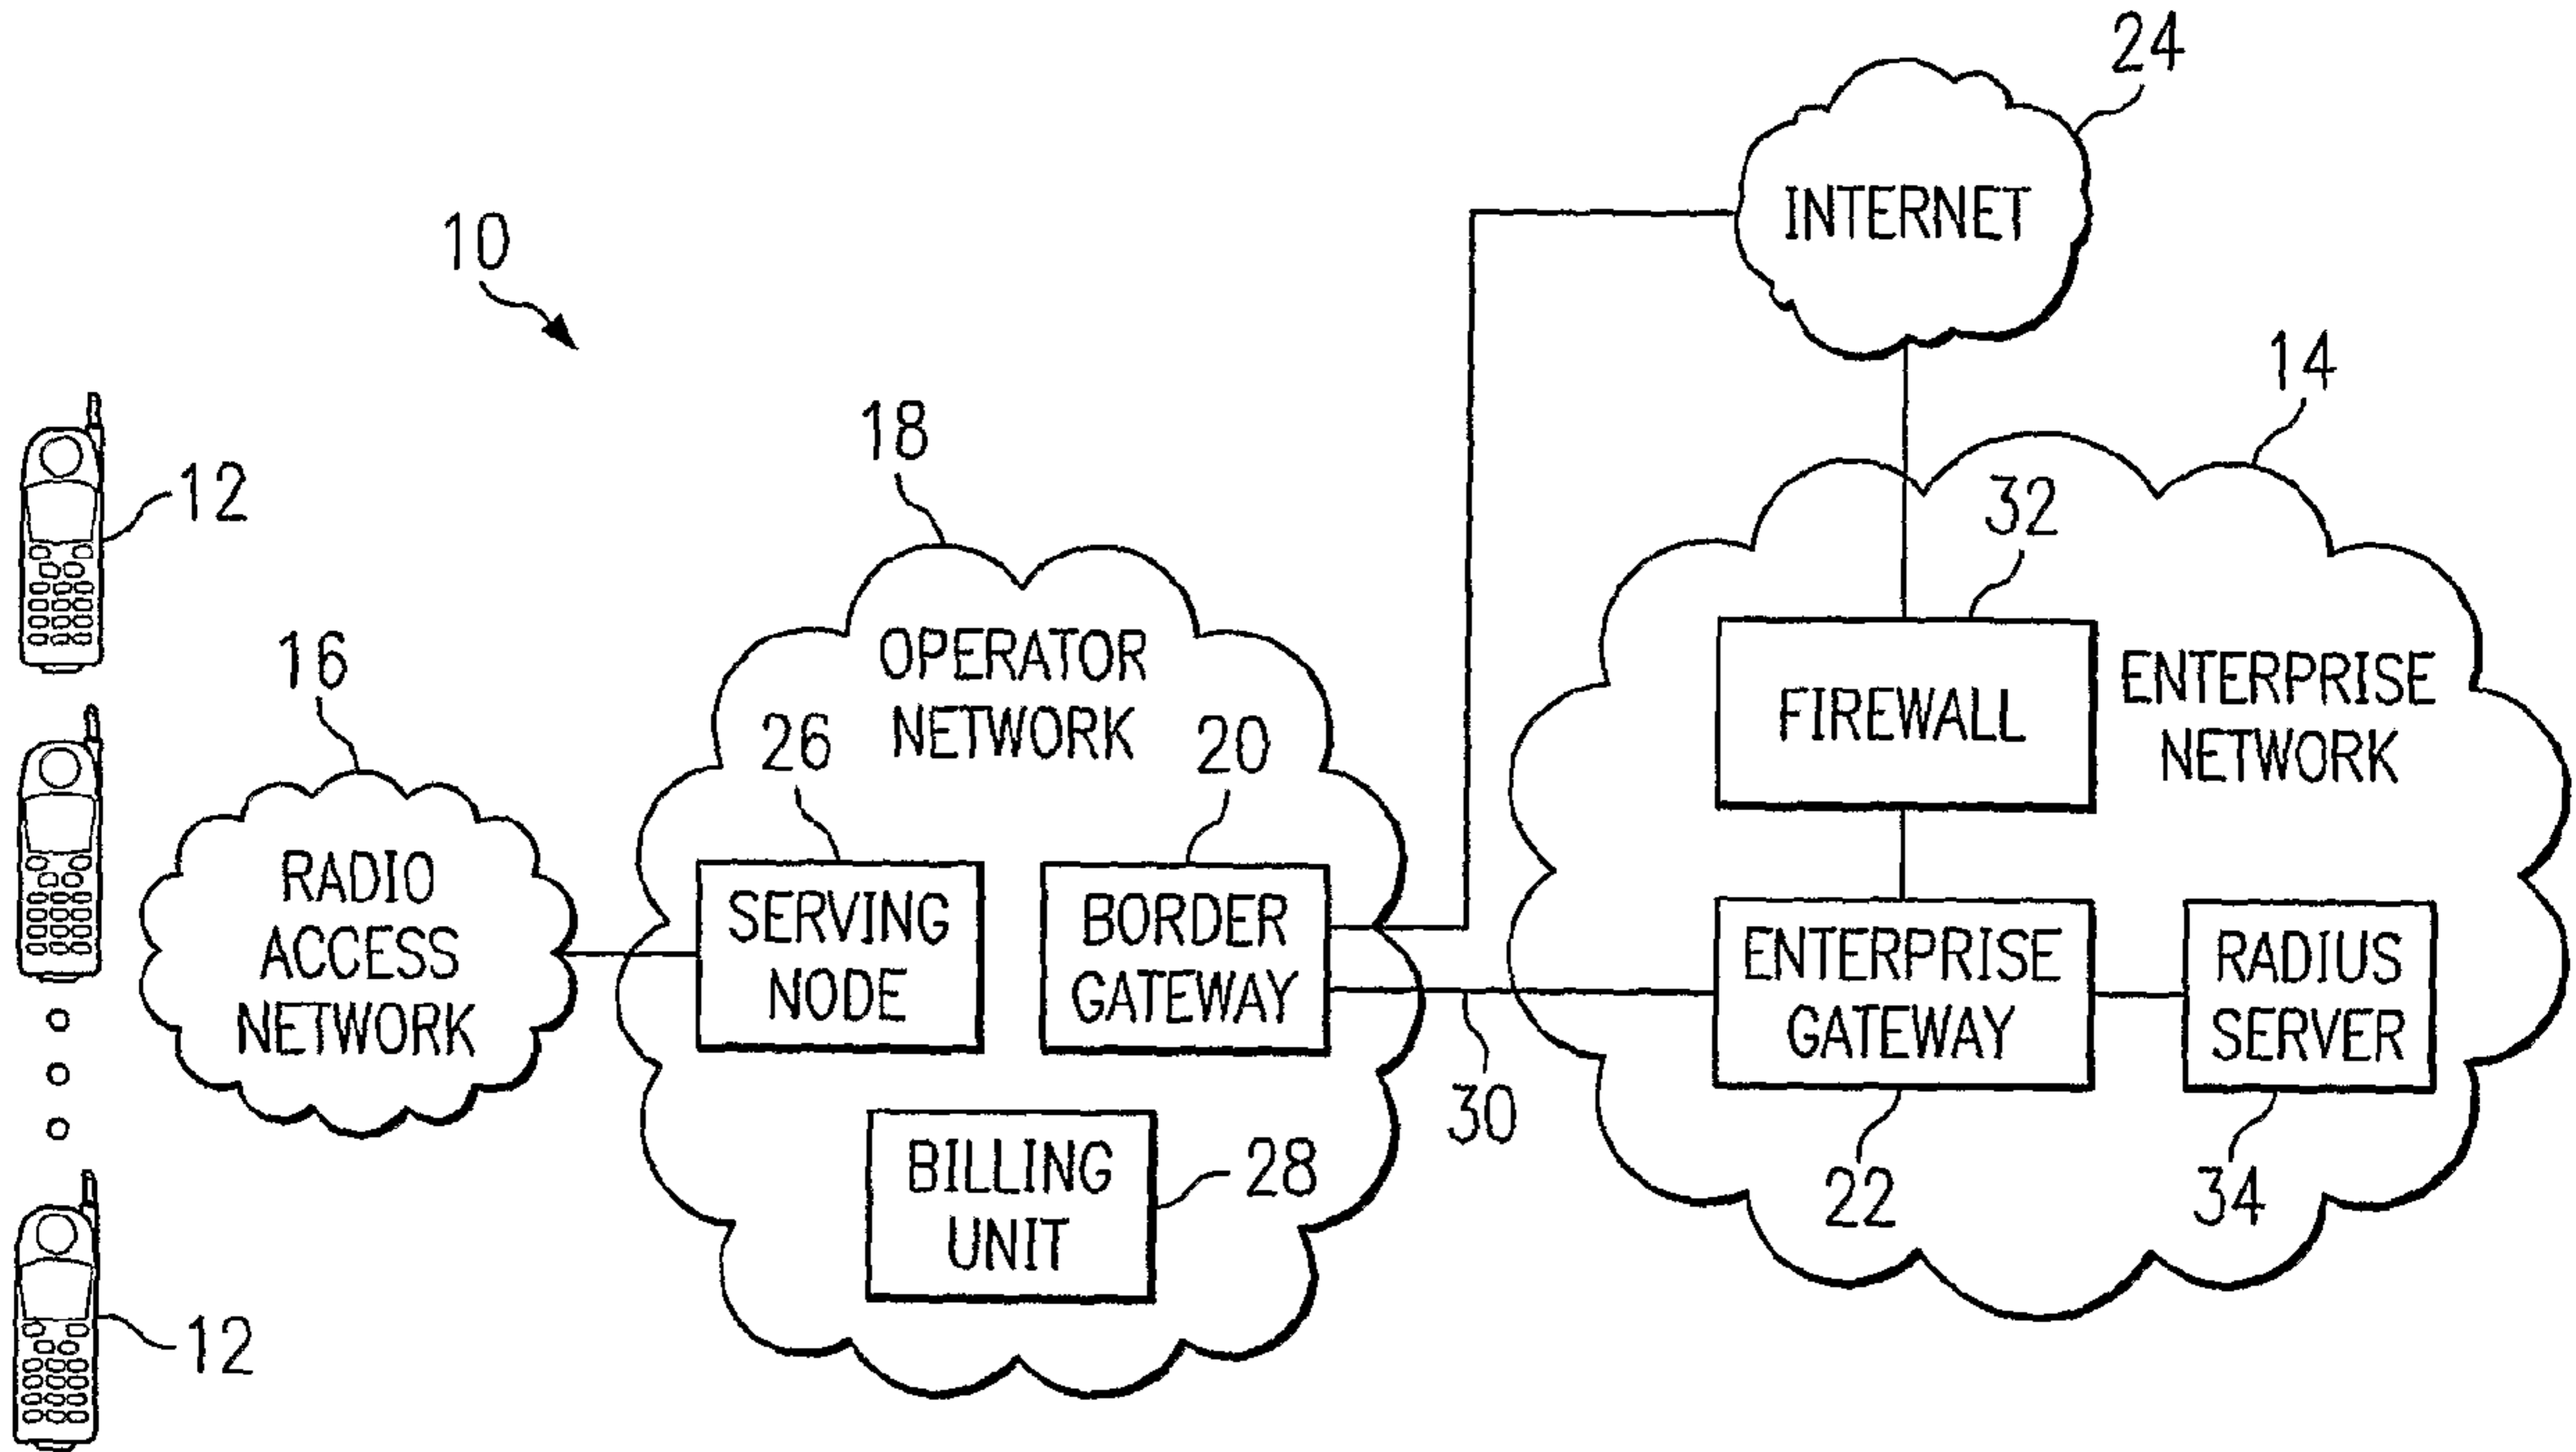 24
INTERNET
10
14
18
32
12
OPERATOR
NETWORK
16
26
20
FIREWALL
ENTERPRISE
NETWORK
RADIO
ACCESS
NETWORK
SERVING
NODE
BORDER
GATEWAY
ENTERPRISE
GATEWAY
RADIUS
SERVER
30
BILLING
UNIT
28
22
34
12